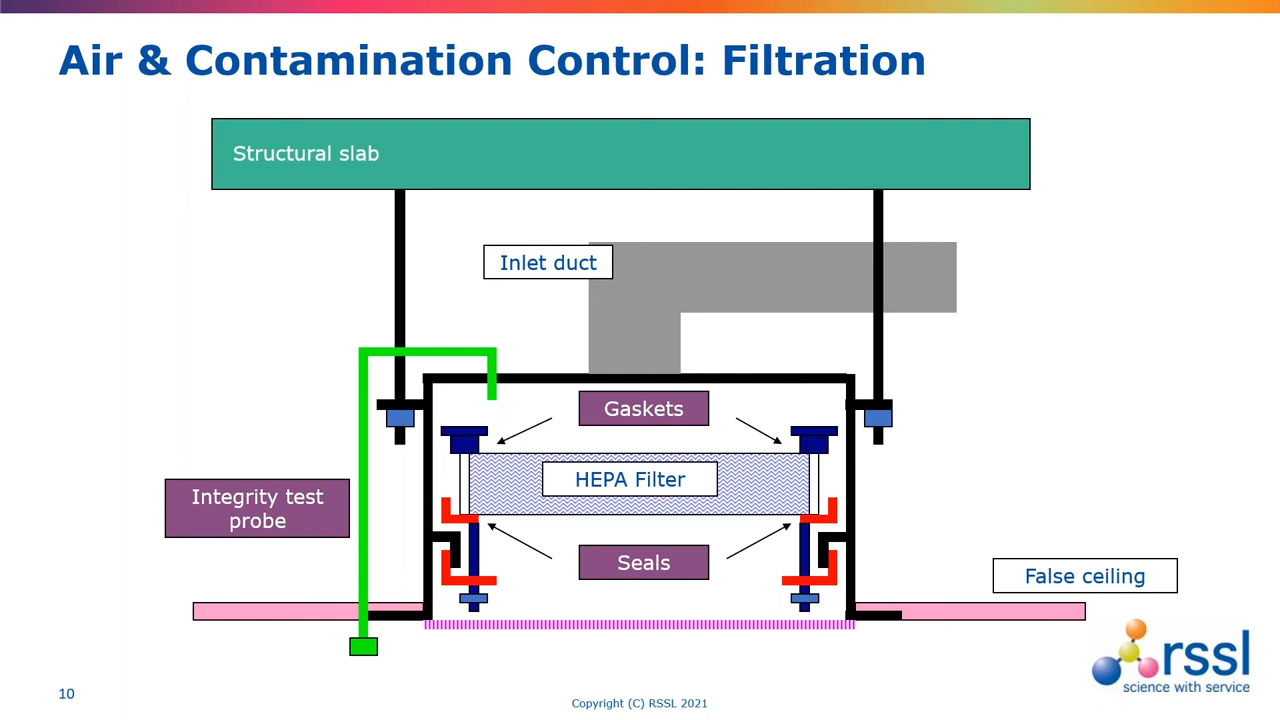 Air & Contamination Control: Filtration
Structural slab
Inlet duct
Gaskets
HEPA Filter
Integrity test
probe
Seals
False ceiling
rssl
science with service
10
Copyright (C) RSSL 2021